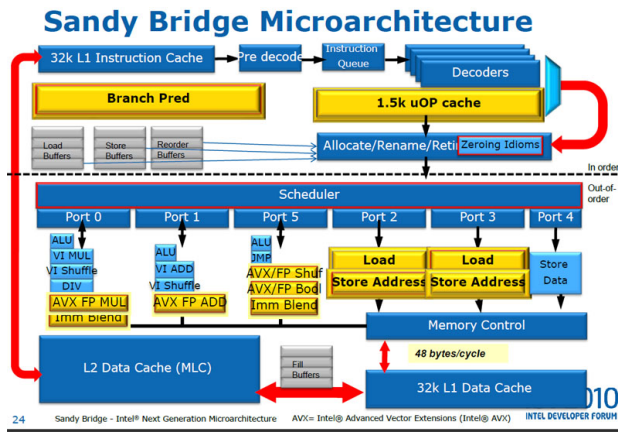 Sandy Bridge Microarchitecture
32k L1 Instruction Cache
Pre decode
Instruction
Queue
Decoders
Branch Pred
1.5k uOP cache
Load
Buffers
Store
Buffers
Reorder
Buffers
Allocate/Rename/Retir
Zeroing Idioms
In order
Out-of-
order
Scheduler
Port 0
Port 1
Port 5
Port 2
Port 3
Port 4
ALU
VI MUL
VI Shuffle
DIV
AVX FP MUL
Imm Blend
ALU
VI ADD
VI Shuffle
AVX FP ADD
ALU
JMP
AVX/FP Shuf
AVX/FP Bool
Imm Blend
Load
Store Address
Load
Store Address
Store
Data
Memory Control
L2 Data Cache (MLC)
Fill
Buffers
48 bytes/cycle
32k L1 Data Cache
24
Sandy Bridge - Intel® Next Generation Microarchitecture
AVX= Intel® Advanced Vector Extensions (Intel® AVX)
010
INTEL DEVELOPER FORUM